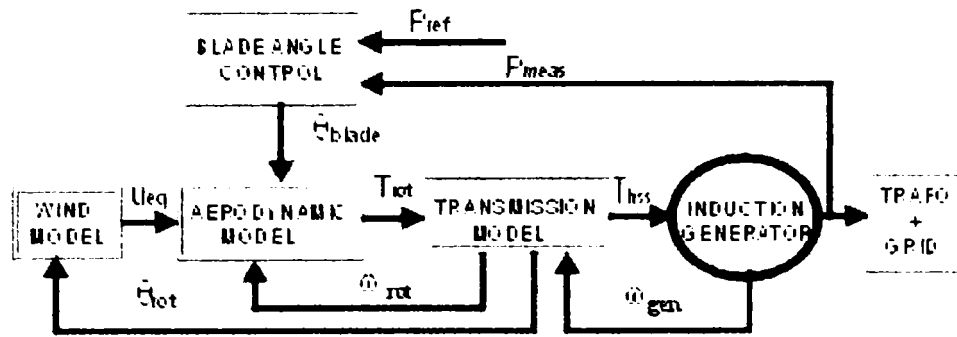 Pref
BLADE ANGLE
CONTROL
Pmeas
θblade
Ueq
Trot
Thss
WIND
MODEL
AERODYNAMIC
MODEL
TRANSMISSION
MODEL
INDUCTION
GENERATOR
TRAFO
+
GRID
θrot
ωrot
ωgen